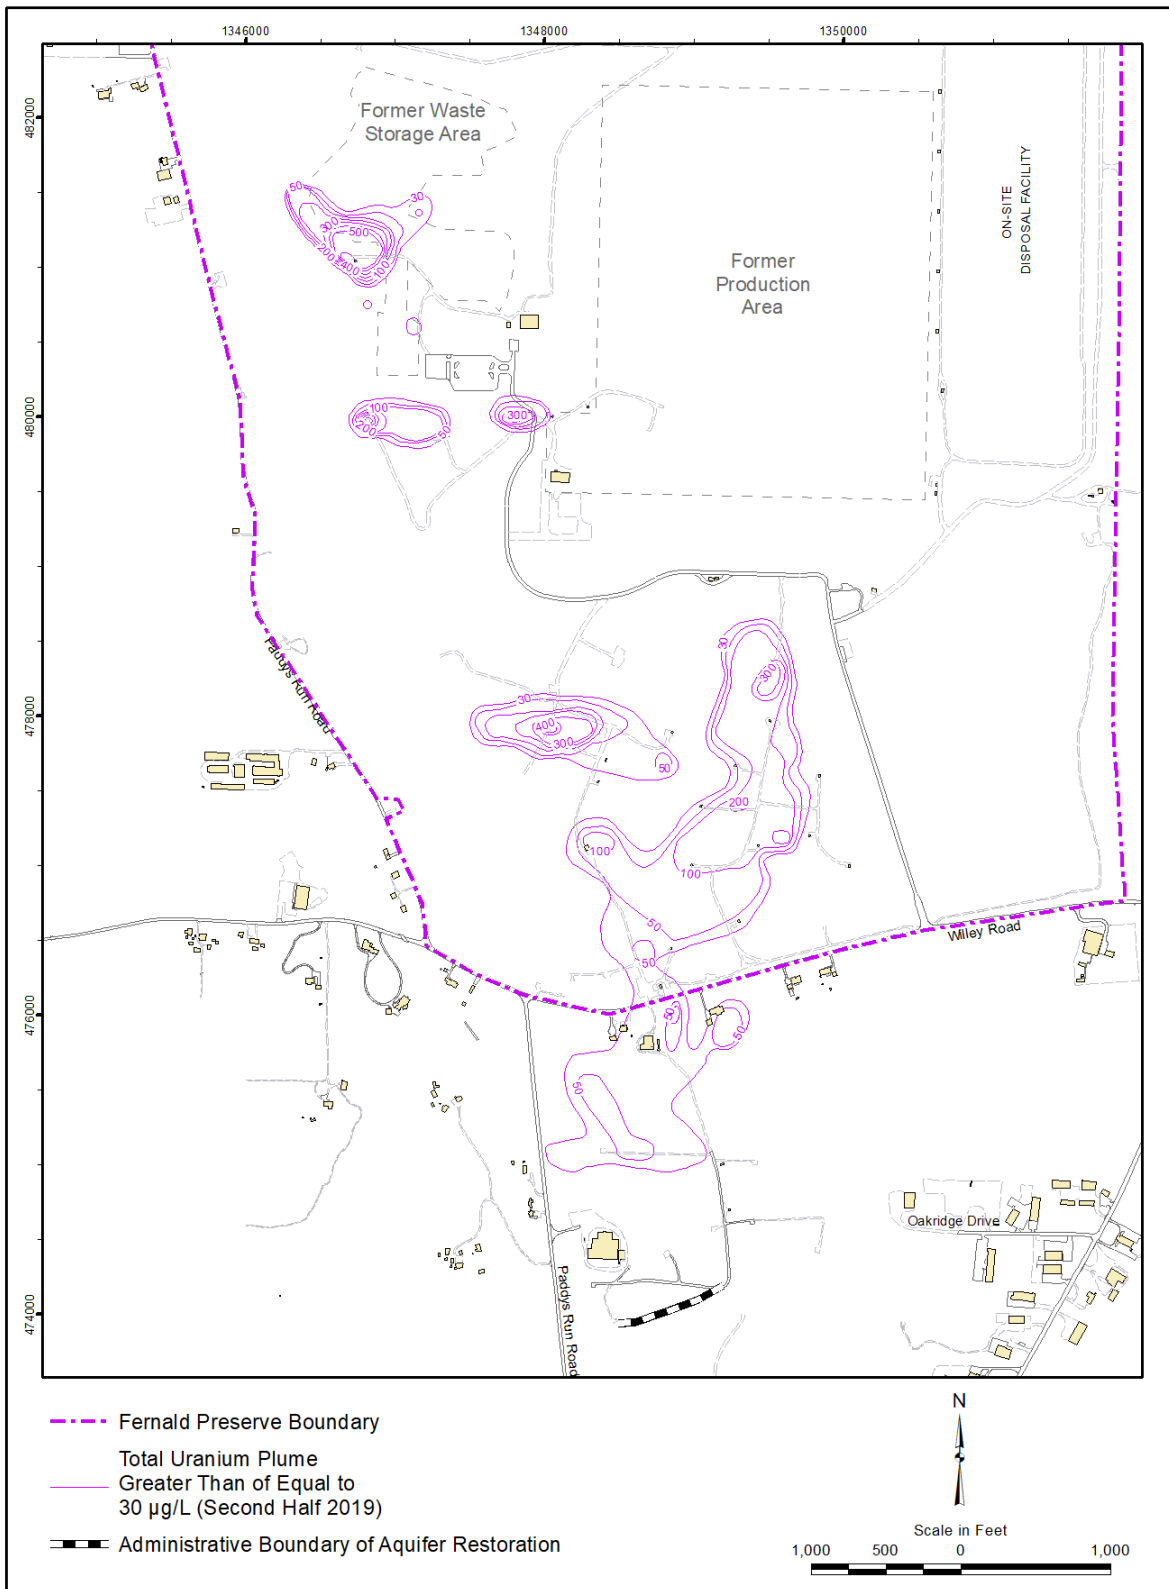 1346000
1348000
1350000
482000
480000
478000
476000
474000
Former Waste
Storage Area
Former
Production
Area
ON-SITE
DISPOSAL FACILITY
50
30
300
500
200
400
100
100
200
50
300
30
300
30
400
300
50
200
100
100
50
50
50
50
50
Paddys Run Road
Willey Road
Oakridge Drive
Paddys Run Road
Fernald Preserve Boundary
Total Uranium Plume
Greater Than of Equal to
30 µg/L (Second Half 2019)
Administrative Boundary of Aquifer Restoration
N
Scale in Feet
1,000 500 0 1,000